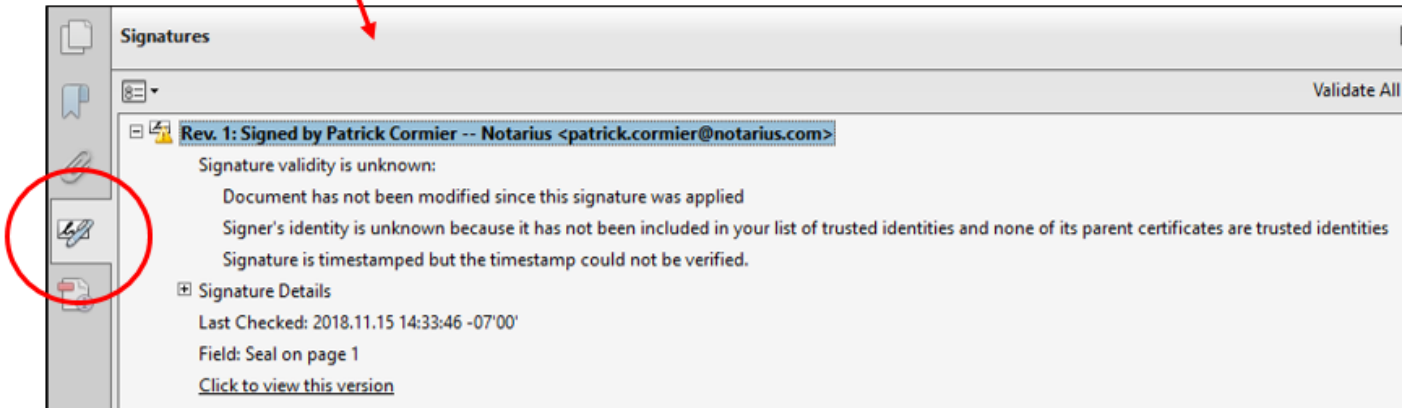 Signatures
Validate All
Rev. 1: Signed by Patrick Cormier -- Notarius <patrick.cormier@notarius.com>
Signature validity is unknown:
Document has not been modified since this signature was applied
Signer's identity is unknown because it has not been included in your list of trusted identities and none of its parent certificates are trusted identities
Signature is timestamped but the timestamp could not be verified.
Signature Details
Last Checked: 2018.11.15 14:33:46 -07'00'
Field: Seal on page 1
Click to view this version